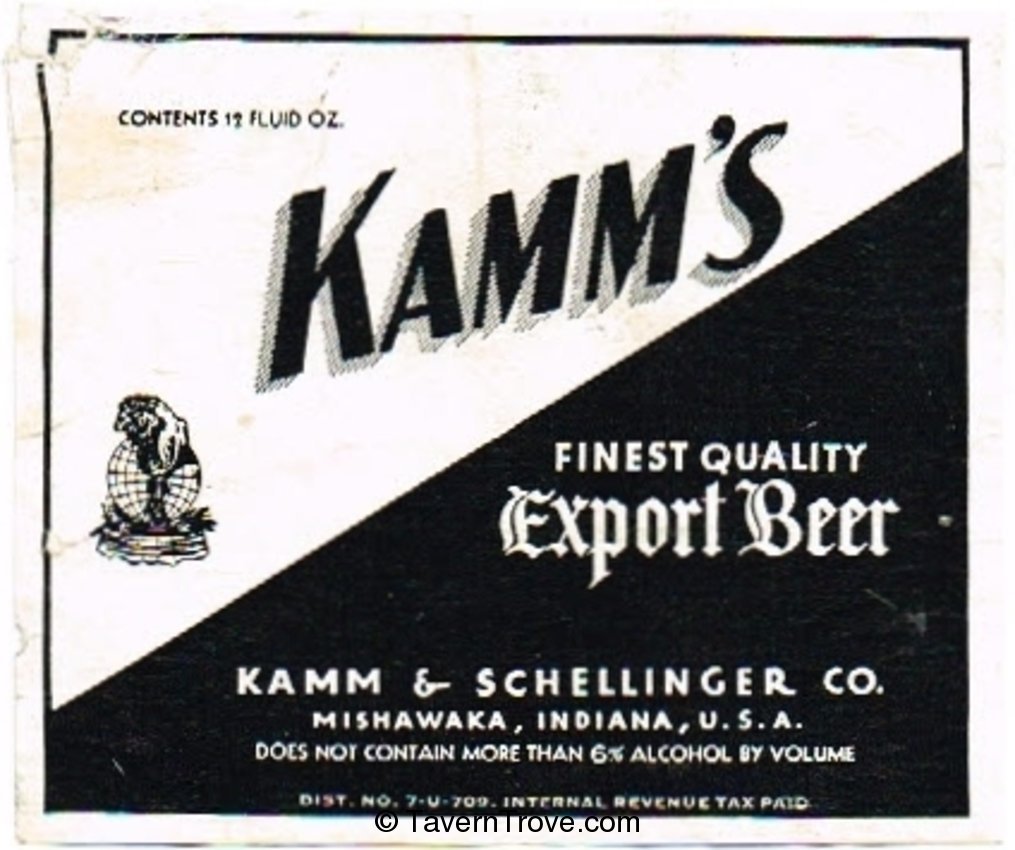 CONTENTS 12 FLUID OZ.
KAMM'S
FINEST QUALITY
Export Beer
KAMM & SCHELLINGER CO.
MISHAWAKA, INDIANA, U.S.A.
DOES NOT CONTAIN MORE THAN 6% ALCOHOL BY VOLUME
DIST. NO. 7-U-709. INTERNAL REVENUE TAX PAID
© TavernTrove.com